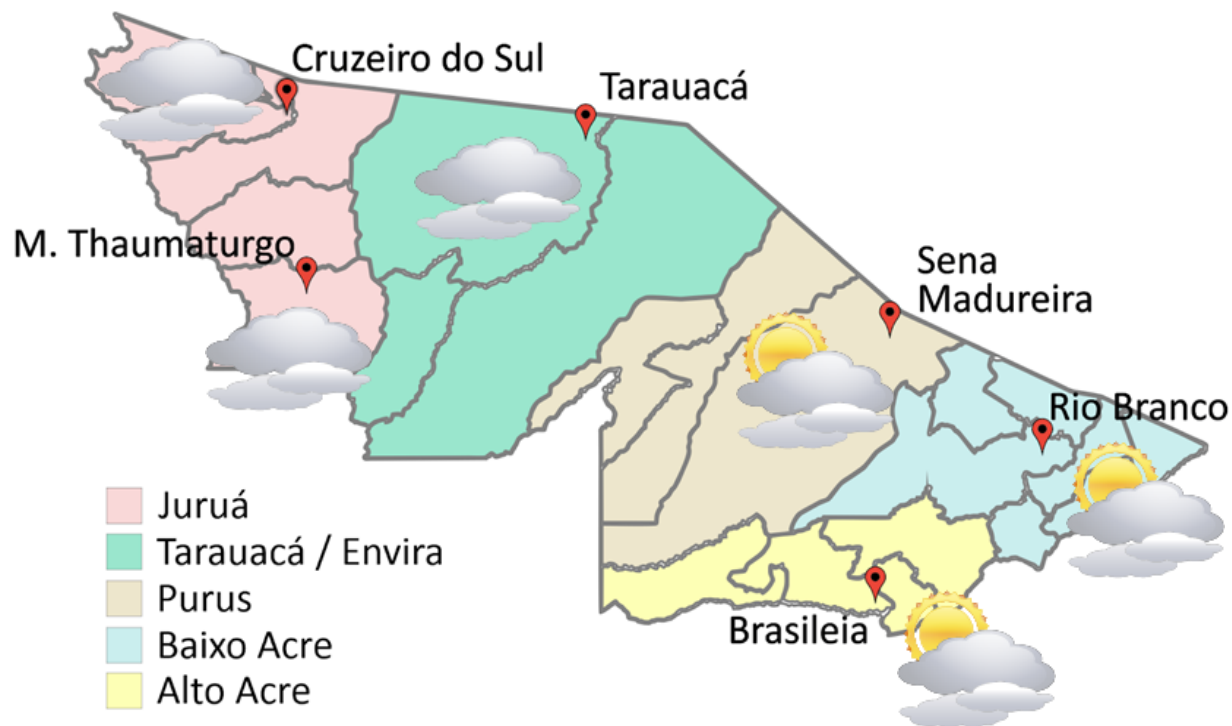 Cruzeiro do Sul
Tarauacá
M. Thaumaturgo
Sena
Madureira
Rio Branco
Brasileia
Juruá
Tarauacá / Envira
Purus
Baixo Acre
Alto Acre